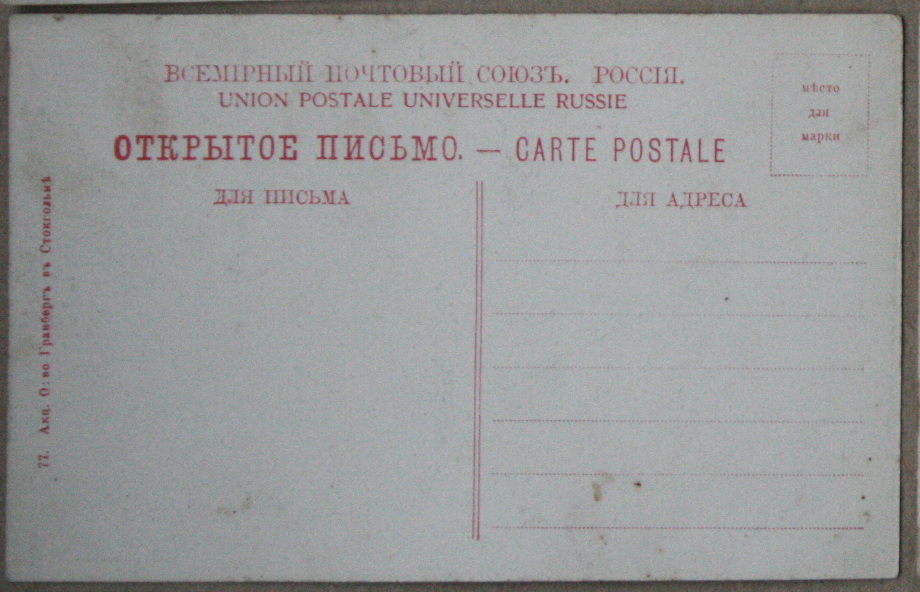 ВСЕМІРНЫЙ ПОЧТОВЫЙ СОЮЗЪ. РОССІЯ.
UNION POSTALE UNIVERSELLE RUSSIE
мѣсто
для
марки
ОТКРЫТОЕ ПИСЬМО. — CARTE POSTALE
ДЛЯ ПИСЬМА
ДЛЯ АДРЕСА
77. Акц. О:во Гранбергъ въ Стокгольмѣ